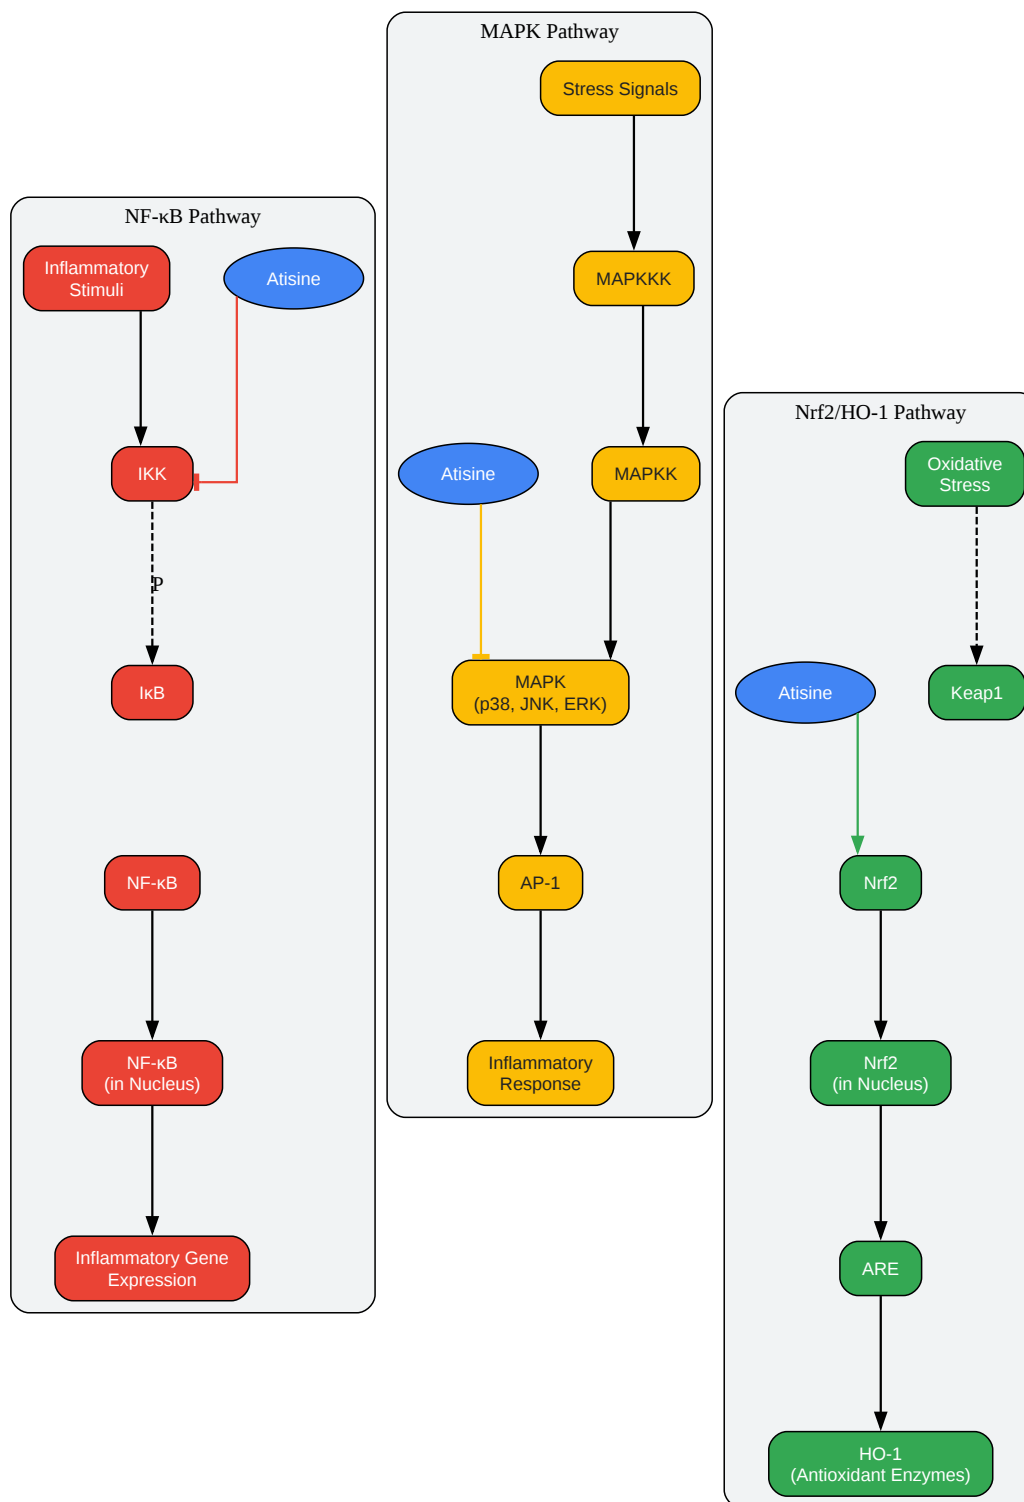 NF-κB Pathway
Inflammatory
Stimuli
Atisine
IKK
P
IκB
NF-κB
NF-κB
(in Nucleus)
Inflammatory Gene
Expression
MAPK Pathway
Stress Signals
MAPKKK
Atisine
MAPKK
MAPK
(p38, JNK, ERK)
AP-1
Inflammatory
Response
Nrf2/HO-1 Pathway
Oxidative
Stress
Atisine
Keap1
Nrf2
Nrf2
(in Nucleus)
ARE
HO-1
(Antioxidant Enzymes)